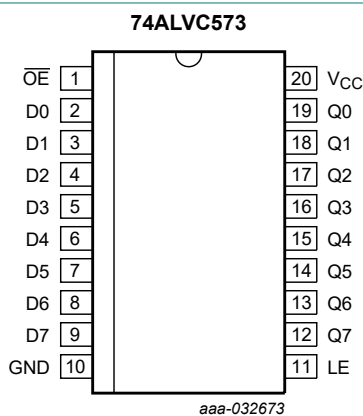 74ALVC573
OE 1 20 VCC
D0 2 19 Q0
D1 3 18 Q1
D2 4 17 Q2
D3 5 16 Q3
D4 6 15 Q4
D5 7 14 Q5
D6 8 13 Q6
D7 9 12 Q7
GND 10 11 LE
aaa-032673